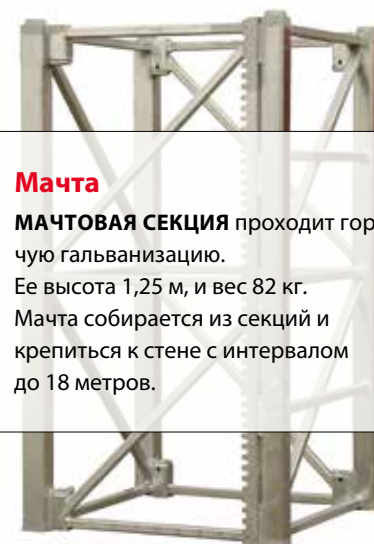 Мачта
МАЧТОВАЯ СЕКЦИЯ проходит гор
чую гальванизацию.
Ее высота 1,25 м, и вес 82 кг.
Мачта собирается из секций и
крепиться к стене с интервалом
до 18 метров.